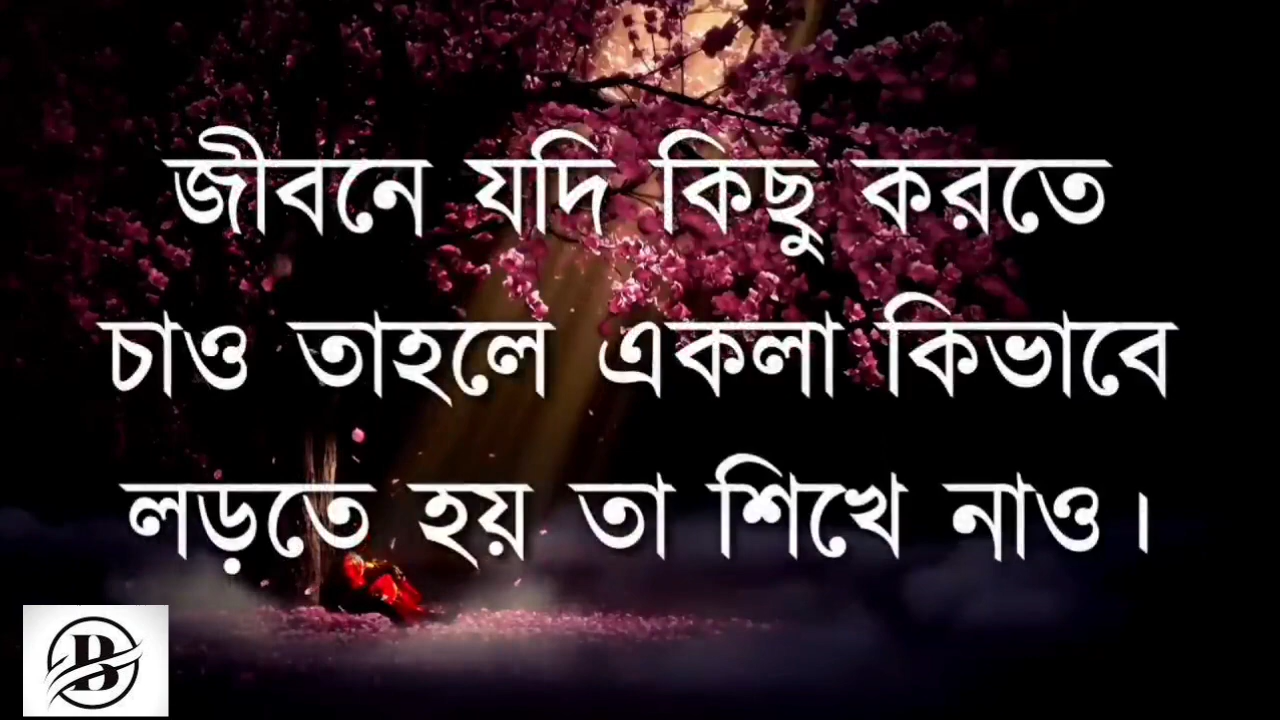 জীবনে যদি কিছু করতে
চাও তাহলে একলা কিভাবে
লড়তে হয় তা শিখে নাও।
B